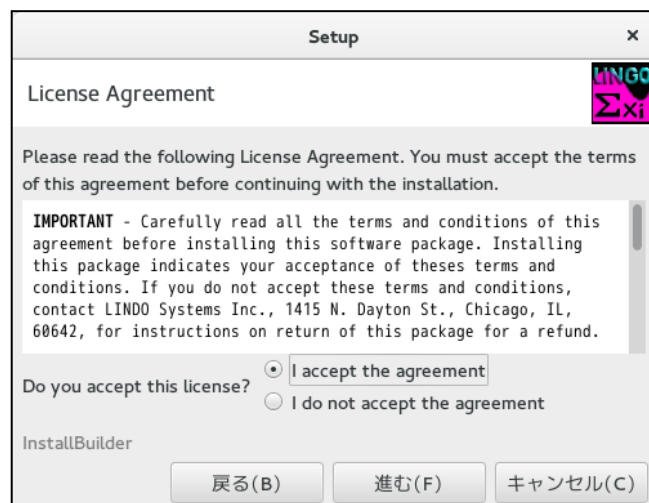 Setup ×
License Agreement
LINGO
Σxi
Please read the following License Agreement. You must accept the terms
of this agreement before continuing with the installation.
IMPORTANT - Carefully read all the terms and conditions of this
agreement before installing this software package. Installing
this package indicates your acceptance of theses terms and
conditions. If you do not accept these terms and conditions,
contact LINDO Systems Inc., 1415 N. Dayton St., Chicago, IL,
60642, for instructions on return of this package for a refund.
Do you accept this license?
I accept the agreement
I do not accept the agreement
InstallBuilder
戻る(B) 進む(F) キャンセル(C)